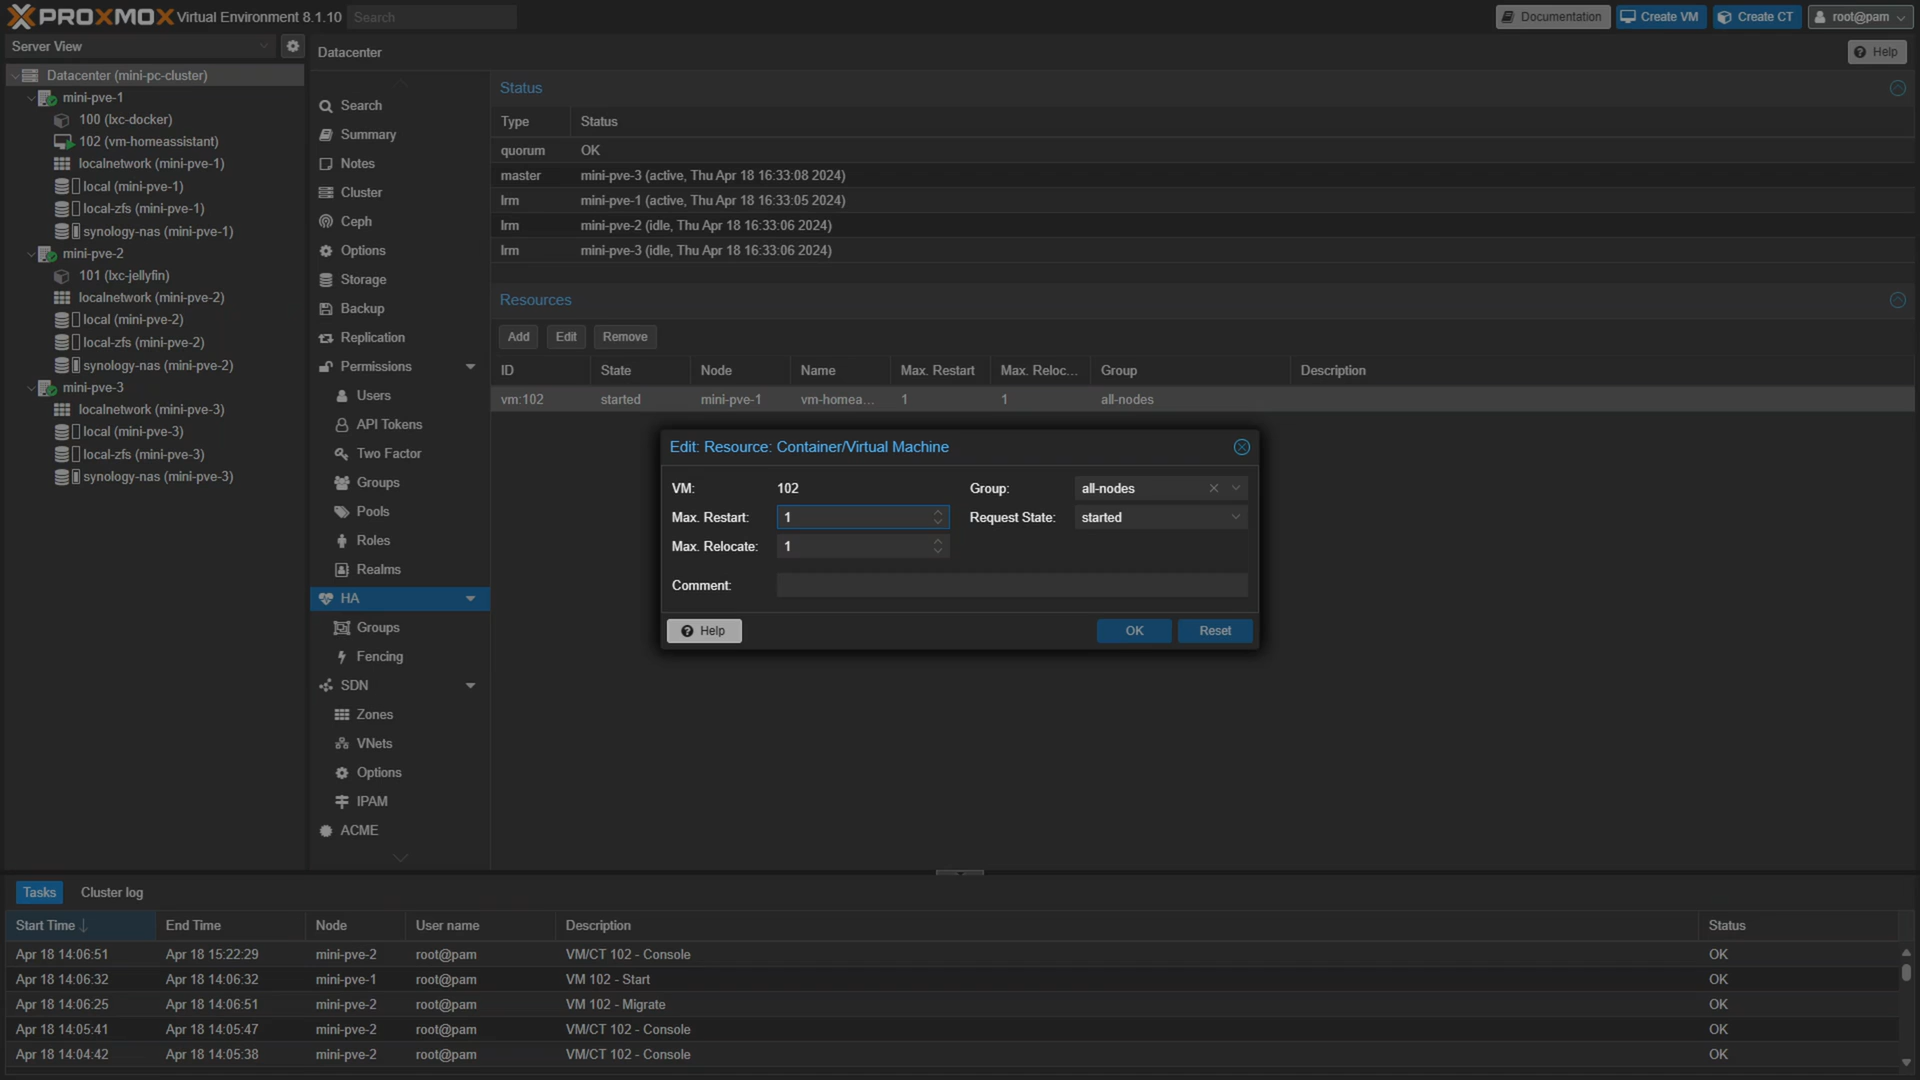 PROXMOX Virtual Environment 8.1.10 Search Documentation Create VM Create CT root@pam
Server View
Datacenter Help
Datacenter (mini-pc-cluster)
mini-pve-1
100 (lxc-docker)
102 (vm-homeassistant)
localnetwork (mini-pve-1)
local (mini-pve-1)
local-zfs (mini-pve-1)
synology-nas (mini-pve-1)
mini-pve-2
101 (lxc-jellyfin)
localnetwork (mini-pve-2)
local (mini-pve-2)
local-zfs (mini-pve-2)
synology-nas (mini-pve-2)
mini-pve-3
localnetwork (mini-pve-3)
local (mini-pve-3)
local-zfs (mini-pve-3)
synology-nas (mini-pve-3)
Search
Summary
Notes
Cluster
Ceph
Options
Storage
Backup
Replication
Permissions
Users
API Tokens
Two Factor
Groups
Pools
Roles
Realms
HA
Groups
Fencing
SDN
Zones
VNets
Options
IPAM
ACME
Status
Type Status
quorum OK
master mini-pve-3 (active, Thu Apr 18 16:33:08 2024)
lrm mini-pve-1 (active, Thu Apr 18 16:33:05 2024)
lrm mini-pve-2 (idle, Thu Apr 18 16:33:06 2024)
lrm mini-pve-3 (idle, Thu Apr 18 16:33:06 2024)
Resources
Add Edit Remove
ID State Node Name Max. Restart Max. Reloc... Group Description
vm:102 started mini-pve-1 vm-homea... 1 1 all-nodes
Edit: Resource: Container/Virtual Machine
VM: 102 Group: all-nodes
Max. Restart: 1 Request State: started
Max. Relocate: 1
Comment:
Help OK Reset
Tasks Cluster log
Start Time End Time Node User name Description Status
Apr 18 14:06:51 Apr 18 15:22:29 mini-pve-2 root@pam VM/CT 102 - Console OK
Apr 18 14:06:32 Apr 18 14:06:32 mini-pve-1 root@pam VM 102 - Start OK
Apr 18 14:06:25 Apr 18 14:06:51 mini-pve-2 root@pam VM 102 - Migrate OK
Apr 18 14:05:41 Apr 18 14:05:47 mini-pve-2 root@pam VM/CT 102 - Console OK
Apr 18 14:04:42 Apr 18 14:05:38 mini-pve-2 root@pam VM/CT 102 - Console OK